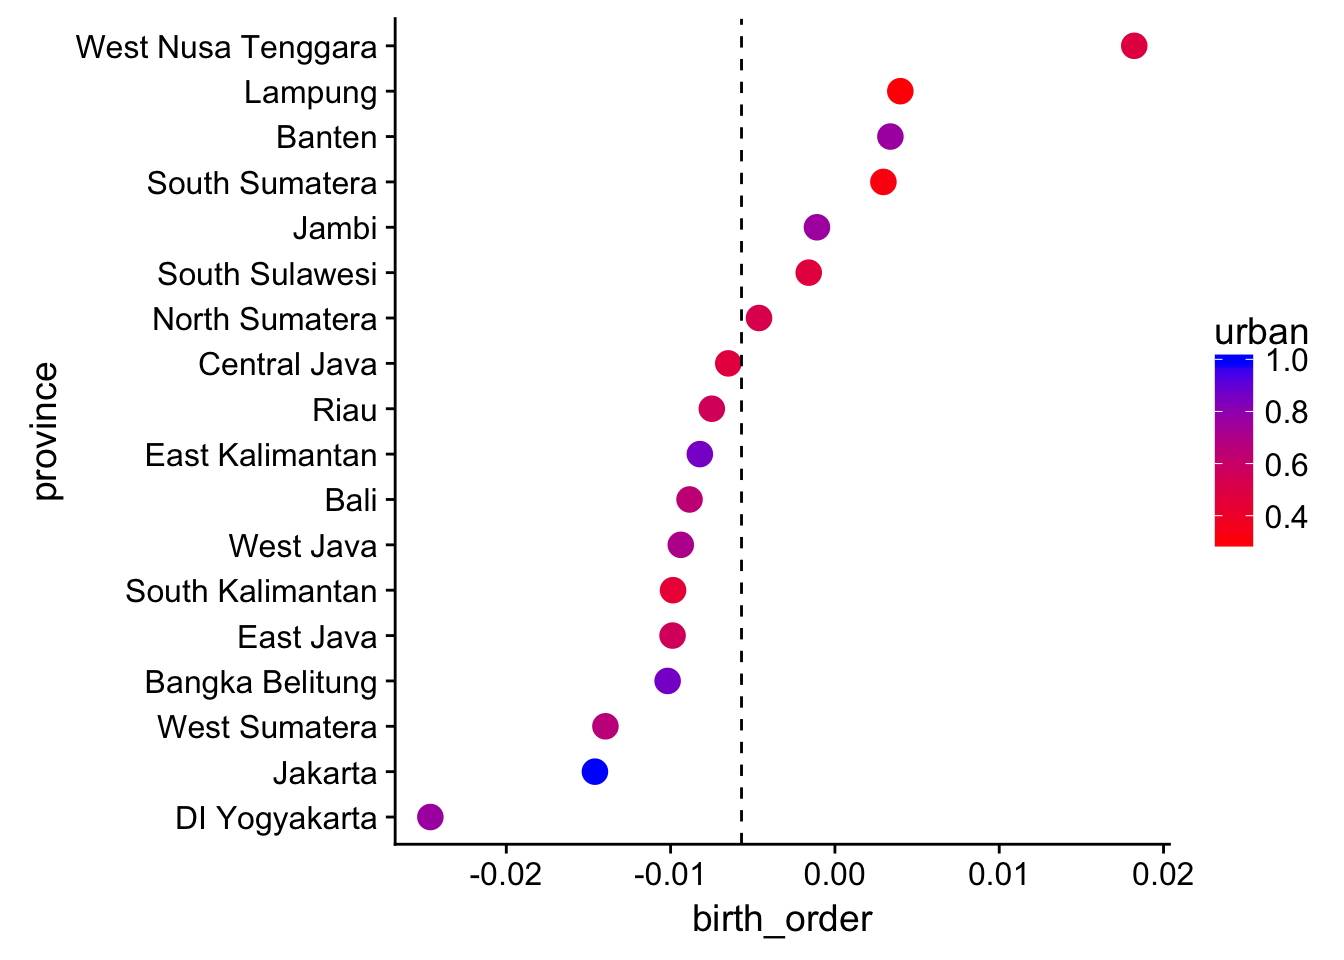 West Nusa Tenggara
Lampung
Banten
South Sumatera
Jambi
South Sulawesi
North Sumatera
Central Java
Riau
East Kalimantan
Bali
West Java
South Kalimantan
East Java
Bangka Belitung
West Sumatera
Jakarta
DI Yogyakarta
province
-0.02 -0.01 0.00 0.01 0.02
birth_order
urban
1.0
0.8
0.6
0.4